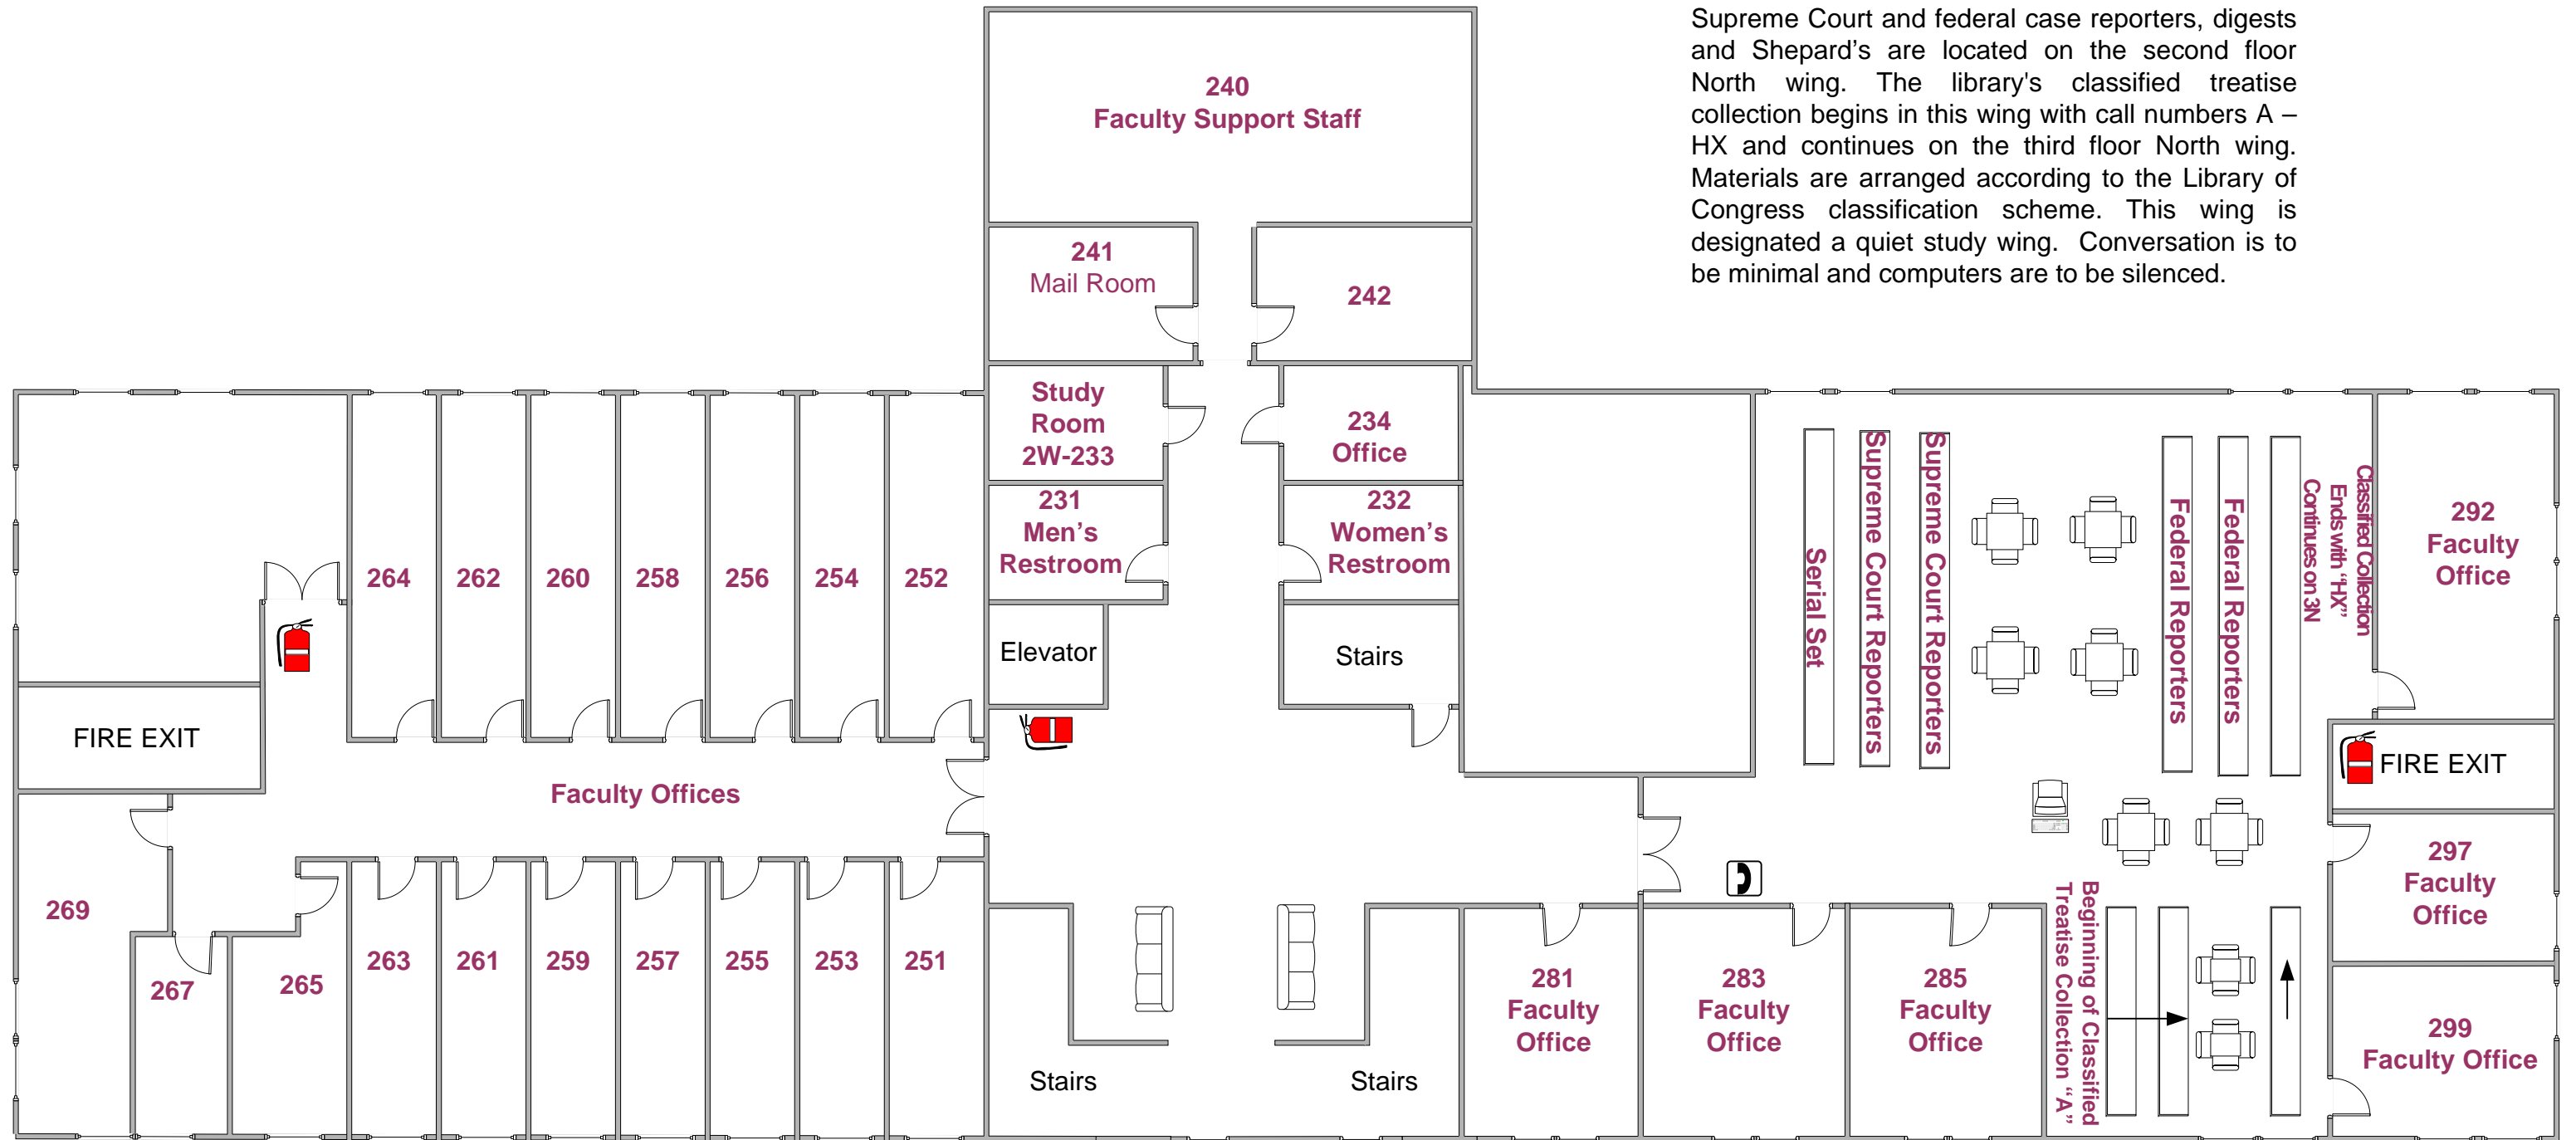 Supreme Court and federal case reporters, digests
and Shepard’s are located on the second floor
North wing. The library's classified treatise
collection begins in this wing with call numbers A –
HX and continues on the third floor North wing.
Materials are arranged according to the Library of
Congress classification scheme. This wing is
designated a quiet study wing. Conversation is to
be minimal and computers are to be silenced.
240
Faculty Support Staff
241
Mail Room
242
Study
Room
2W-233
234
Office
231
Men’s
Restroom
232
Women’s
Restroom
Elevator
Stairs
264
262
260
258
256
254
252
FIRE EXIT
Faculty Offices
269
267
265
263
261
259
257
255
253
251
Stairs
Stairs
Serial Set
Supreme Court Reporters
Supreme Court Reporters
Federal Reporters
Federal Reporters
Classified Collection
Ends with “HX”
Continues on 3N
292
Faculty
Office
FIRE EXIT
297
Faculty
Office
299
Faculty Office
281
Faculty
Office
283
Faculty
Office
285
Faculty
Office
Beginning of Classified
Treatise Collection “A”